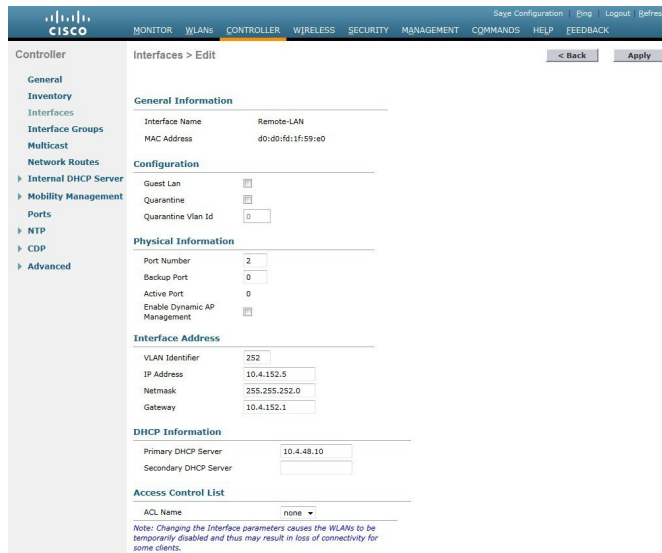 Save Configuration | Ping | Logout | Refres
CISCO
MONITOR WLANs CONTROLLER WIRELESS SECURITY MANAGEMENT COMMANDS HELP FEEDBACK
Controller
General
Inventory
Interfaces
Interface Groups
Multicast
Network Routes
Internal DHCP Server
Mobility Management
Ports
NTP
CDP
Advanced
Interfaces > Edit
< Back Apply
General Information
Interface Name Remote-LAN
MAC Address d0:d0:fd:1f:59:e0
Configuration
Guest Lan
Quarantine
Quarantine Vlan Id 0
Physical Information
Port Number 2
Backup Port 0
Active Port 0
Enable Dynamic AP
Management
Interface Address
VLAN Identifier 252
IP Address 10.4.152.5
Netmask 255.255.252.0
Gateway 10.4.152.1
DHCP Information
Primary DHCP Server 10.4.48.10
Secondary DHCP Server
Access Control List
ACL Name none
Note: Changing the Interface parameters causes the WLANs to be
temporarily disabled and thus may result in loss of connectivity for
some clients.